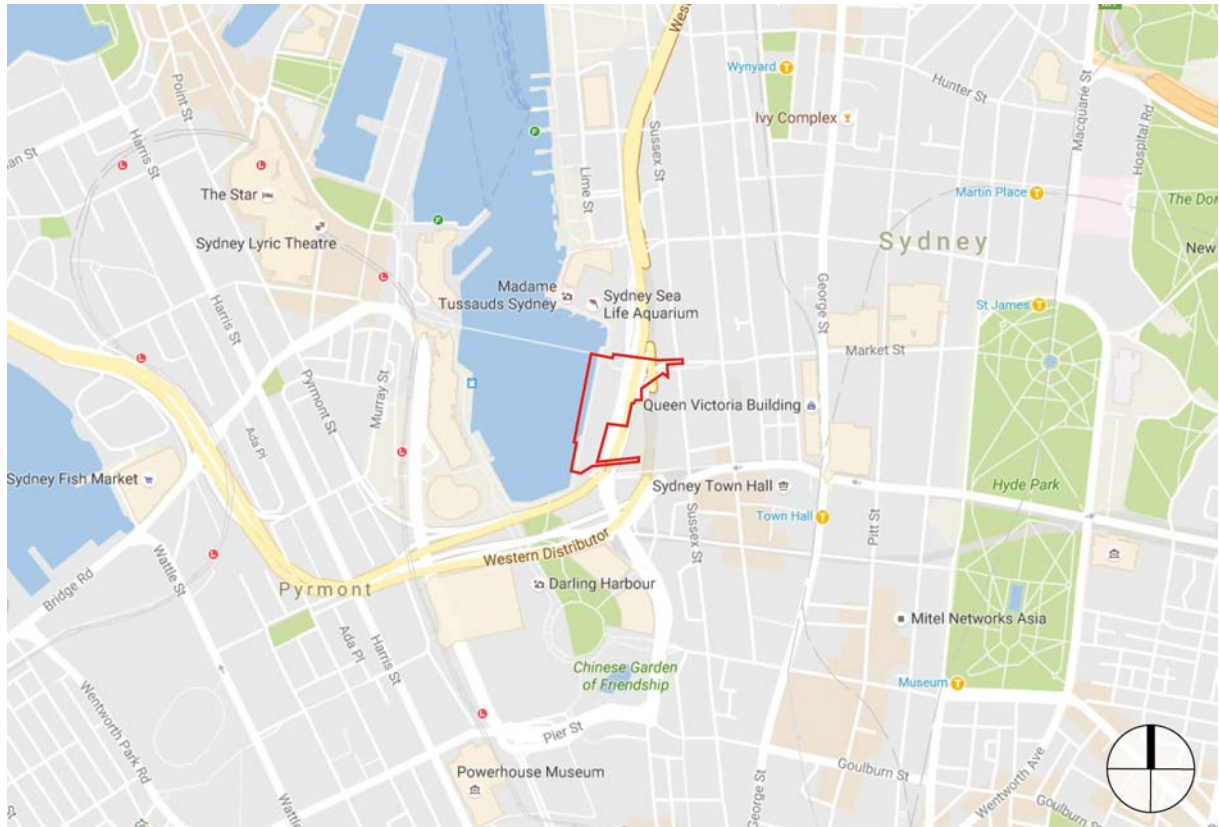 West
Wynyard
Hunter St
Macquarie St
Hospital Rd
Point St
Harris St
Sussex St
Ivy Complex
Lime St
The Star
Martin Place
The Dom
Sydney Lyric Theatre
Sydney
New
Madame
Tussauds Sydney
Sydney Sea
Life Aquarium
George St
St James
Harris St
Market St
Pyrmont St
Murray St
Queen Victoria Building
Ada Pl
Sydney Fish Market
Sydney Town Hall
Hyde Park
Town Hall
Pitt St
Sussex St
Western Distributor
Wattle St
Bridge Rd
Pyrmont
Darling Harbour
Mitel Networks Asia
Ada Pl
Harris St
Chinese Garden
of Friendship
Museum
Wentworth Park Rd
Pier St
Powerhouse Museum
Goulburn St
George St
Wentworth Ave
Wattle
Goulburn St